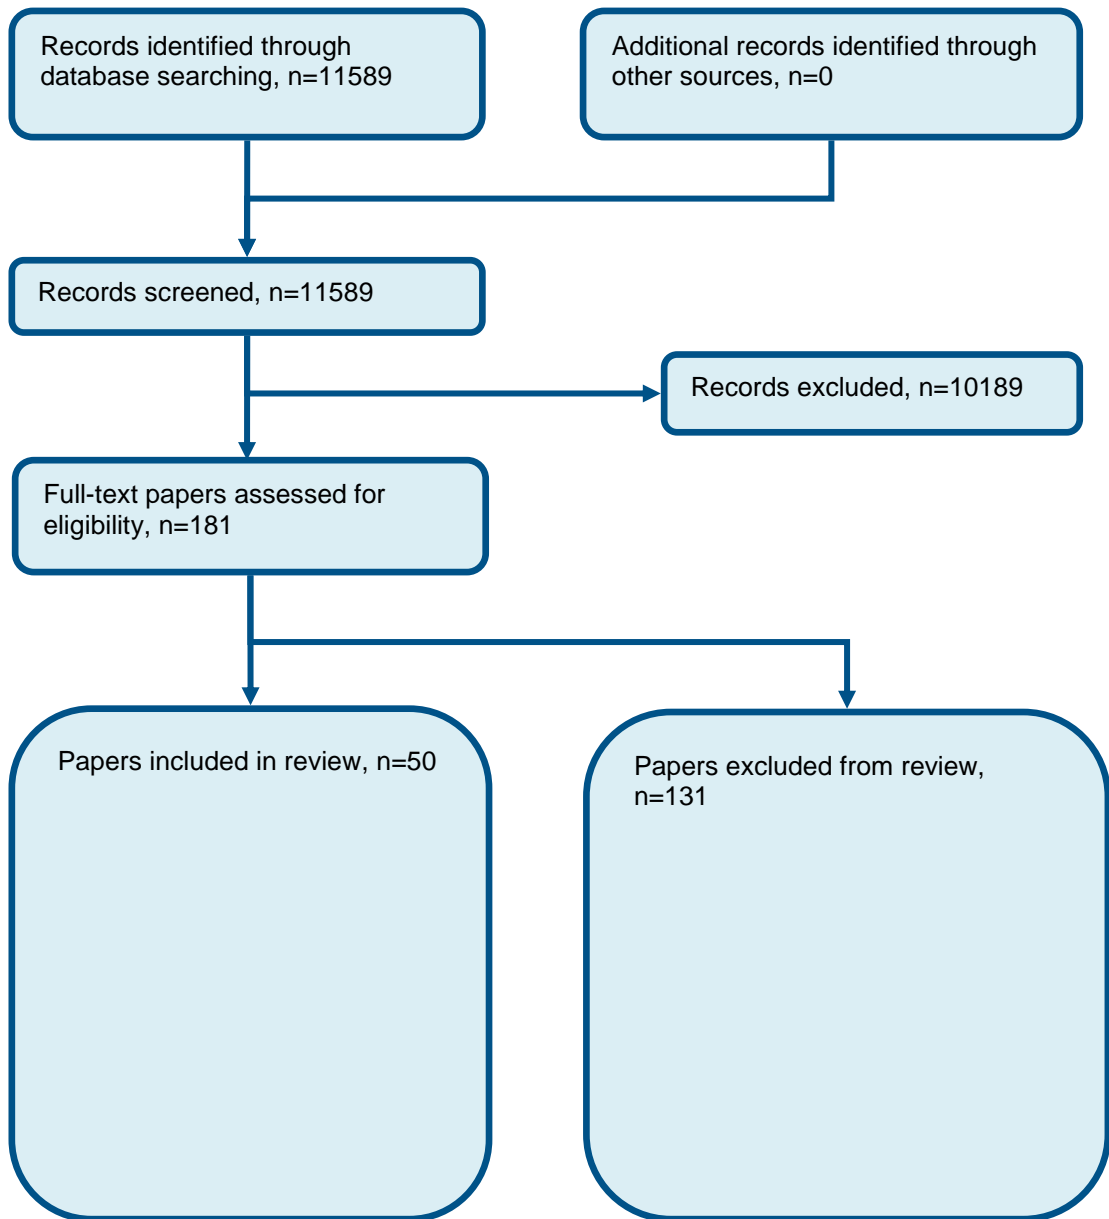 Records identified through
database searching, n=11589
Additional records identified through
other sources, n=0
Records screened, n=11589
Records excluded, n=10189
Full-text papers assessed for
eligibility, n=181
Papers included in review, n=50
Papers excluded from review,
n=131